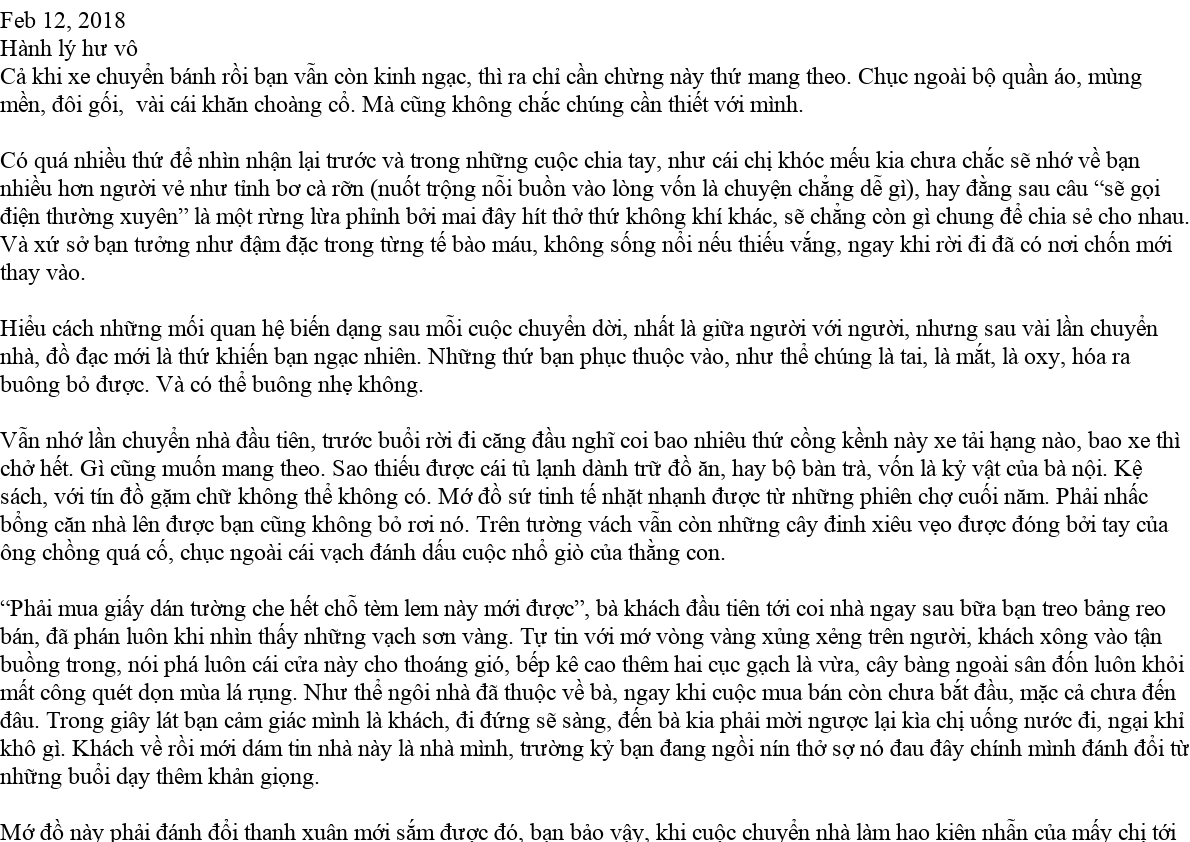 Feb 12, 2018
Hành lý hư vô
Cả khi xe chuyển bánh rồi bạn vẫn còn kinh ngạc, thì ra chỉ cần chừng này thứ mang theo. Chục ngoài bộ quần áo, mùng
mền, đôi gối,  vài cái khăn choàng cổ. Mà cũng không chắc chúng cần thiết với mình.

Có quá nhiều thứ để nhìn nhận lại trước và trong những cuộc chia tay, như cái chị khóc mếu kia chưa chắc sẽ nhớ về bạn
nhiều hơn người vẻ như tỉnh bơ cà rỡn (nuốt trộng nỗi buồn vào lòng vốn là chuyện chẳng dễ gì), hay đằng sau câu “sẽ gọi
điện thường xuyên” là một rừng lừa phỉnh bởi mai đây hít thở thứ không khí khác, sẽ chẳng còn gì chung để chia sẻ cho nhau.
Và xứ sở bạn tưởng như đậm đặc trong từng tế bào máu, không sống nổi nếu thiếu vắng, ngay khi rời đi đã có nơi chốn mới
thay vào.

Hiểu cách những mối quan hệ biến dạng sau mỗi cuộc chuyển dời, nhất là giữa người với người, nhưng sau vài lần chuyển
nhà, đồ đạc mới là thứ khiến bạn ngạc nhiên. Những thứ bạn phục thuộc vào, như thể chúng là tai, là mắt, là oxy, hóa ra
buông bỏ được. Và có thể buông nhẹ không.

Vẫn nhớ lần chuyển nhà đầu tiên, trước buổi rời đi căng đầu nghĩ coi bao nhiêu thứ cồng kềnh này xe tải hạng nào, bao xe thì
chở hết. Gì cũng muốn mang theo. Sao thiếu được cái tủ lạnh dành trữ đồ ăn, hay bộ bàn trà, vốn là kỷ vật của bà nội. Kệ
sách, với tín đồ gặm chữ không thể không có. Mớ đồ sứ tinh tế nhặt nhạnh được từ những phiên chợ cuối năm. Phải nhấc
bổng căn nhà lên được bạn cũng không bỏ rơi nó. Trên tường vách vẫn còn những cây đinh xiêu vẹo được đóng bởi tay của
ông chồng quá cố, chục ngoài cái vạch đánh dấu cuộc nhổ giò của thằng con.

“Phải mua giấy dán tường che hết chỗ tèm lem này mới được”, bà khách đầu tiên tới coi nhà ngay sau bữa bạn treo bảng reo
bán, đã phán luôn khi nhìn thấy những vạch sơn vàng. Tự tin với mớ vòng vàng xủng xẻng trên người, khách xông vào tận
buồng trong, nói phá luôn cái cửa này cho thoáng gió, bếp kê cao thêm hai cục gạch là vừa, cây bàng ngoài sân đốn luôn khỏi
mất công quét dọn mùa lá rụng. Như thể ngôi nhà đã thuộc về bà, ngay khi cuộc mua bán còn chưa bắt đầu, mặc cả chưa đến
đâu. Trong giây lát bạn cảm giác mình là khách, đi đứng sẽ sàng, đến bà kia phải mời ngược lại kìa chị uống nước đi, ngại khỉ
khô gì. Khách về rồi mới dám tin nhà này là nhà mình, trường kỷ bạn đang ngồi nín thở sợ nó đau đây chính mình đánh đổi từ
những buổi dạy thêm khản giọng.

Mớ đồ này phải đánh đổi thanh xuân mới sắm được đó, bạn bảo vậy, khi cuộc chuyển nhà làm hao kiên nhẫn của mấy chị tới